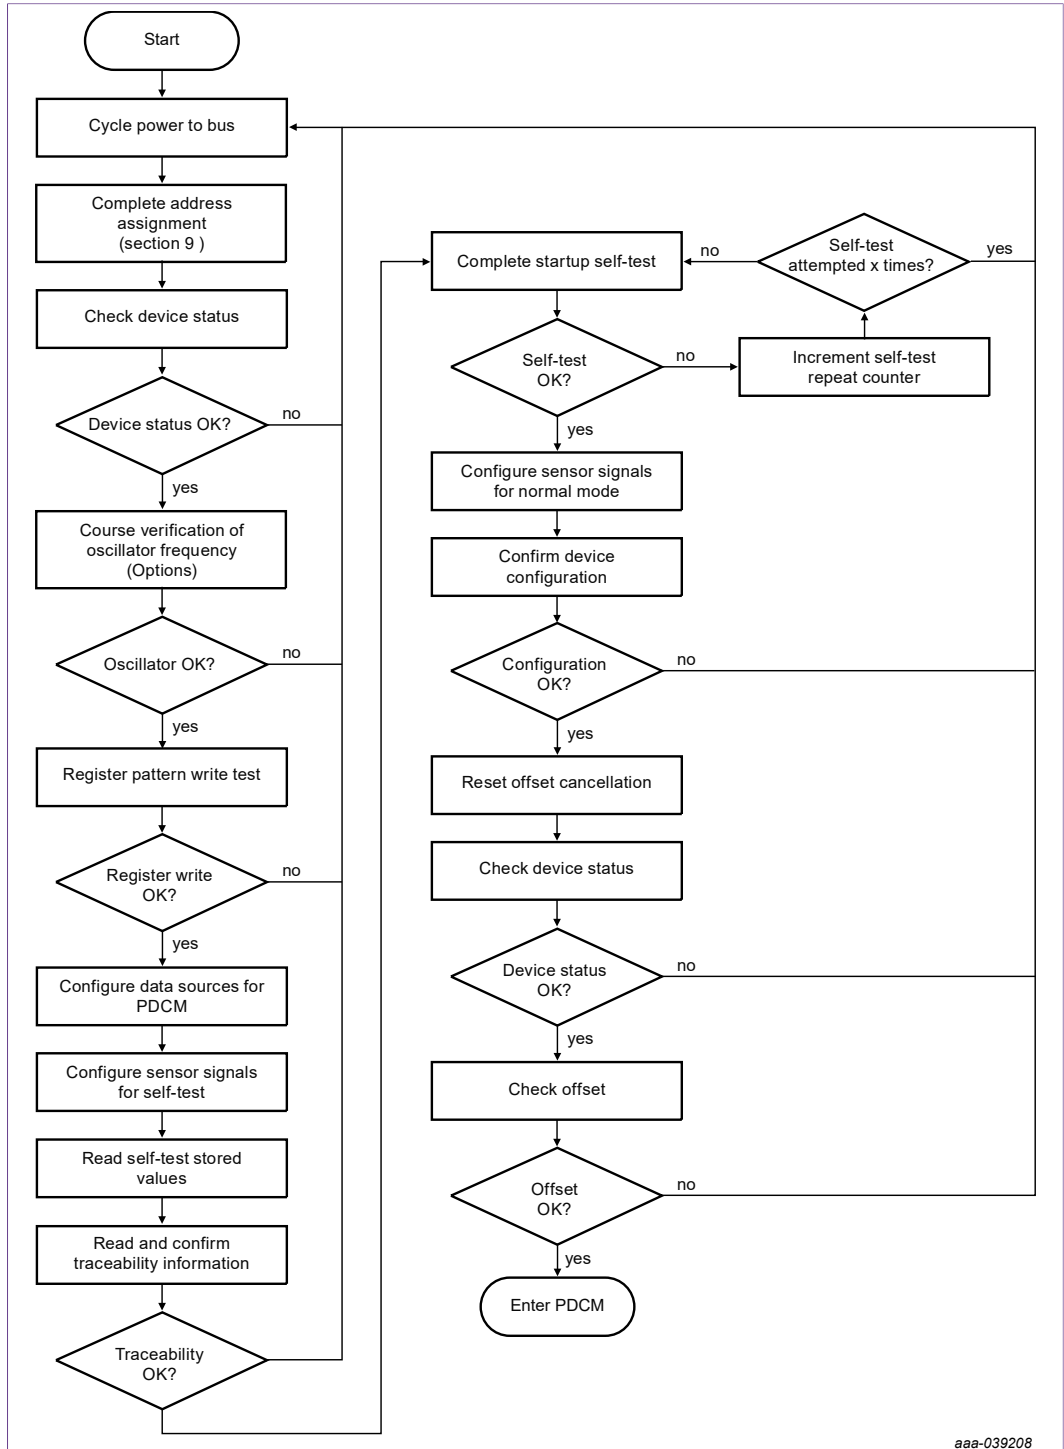 Start
Cycle power to bus
Complete address
assignment
(section 9 )
Check device status
Device status OK?
no
yes
Course verification of
oscillator frequency
(Options)
Oscillator OK?
no
yes
Register pattern write test
Register write
OK?
no
yes
Configure data sources for
PDCM
Configure sensor signals
for self-test
Read self-test stored
values
Read and confirm
traceability information
Traceability
OK?
Complete startup self-test
no
Self-test
attempted x times?
yes
Self-test
OK?
no
Increment self-test
repeat counter
yes
Configure sensor signals
for normal mode
Confirm device
configuration
Configuration
OK?
no
yes
Reset offset cancellation
Check device status
Device status
OK?
no
yes
Check offset
Offset
OK?
no
yes
Enter PDCM
aaa-039208